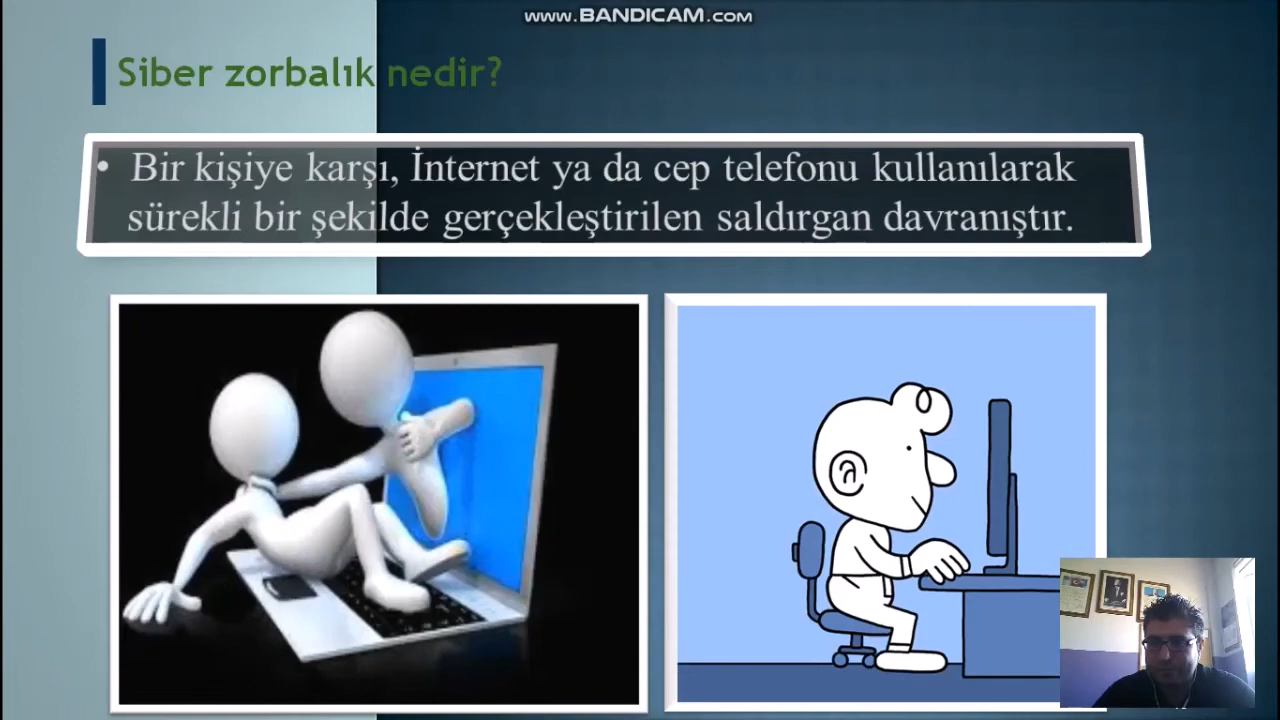 www.BANDICAM.com
Siber zorbalık nedir?
• Bir kişiye karşı, İnternet ya da cep telefonu kullanılarak
sürekli bir şekilde gerçekleştirilen saldırgan davranıştır.